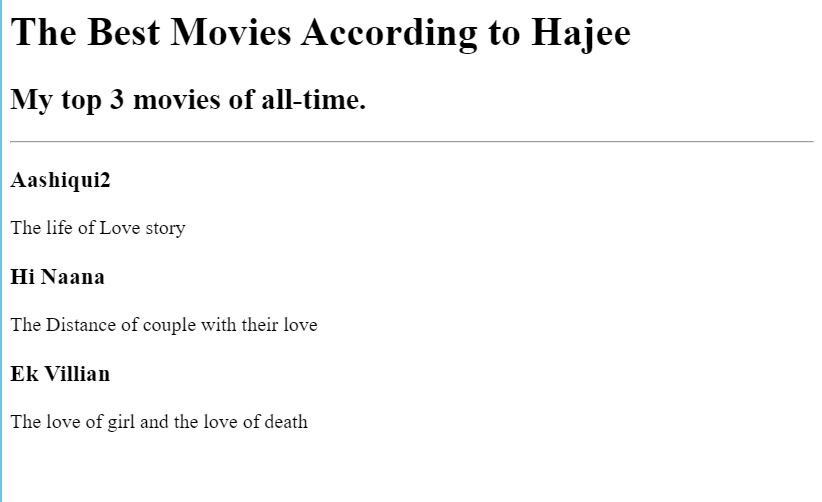 The Best Movies According to Hajee
My top 3 movies of all-time.
Aashiqui2
The life of Love story
Hi Naana
The Distance of couple with their love
Ek Villian
The love of girl and the love of death